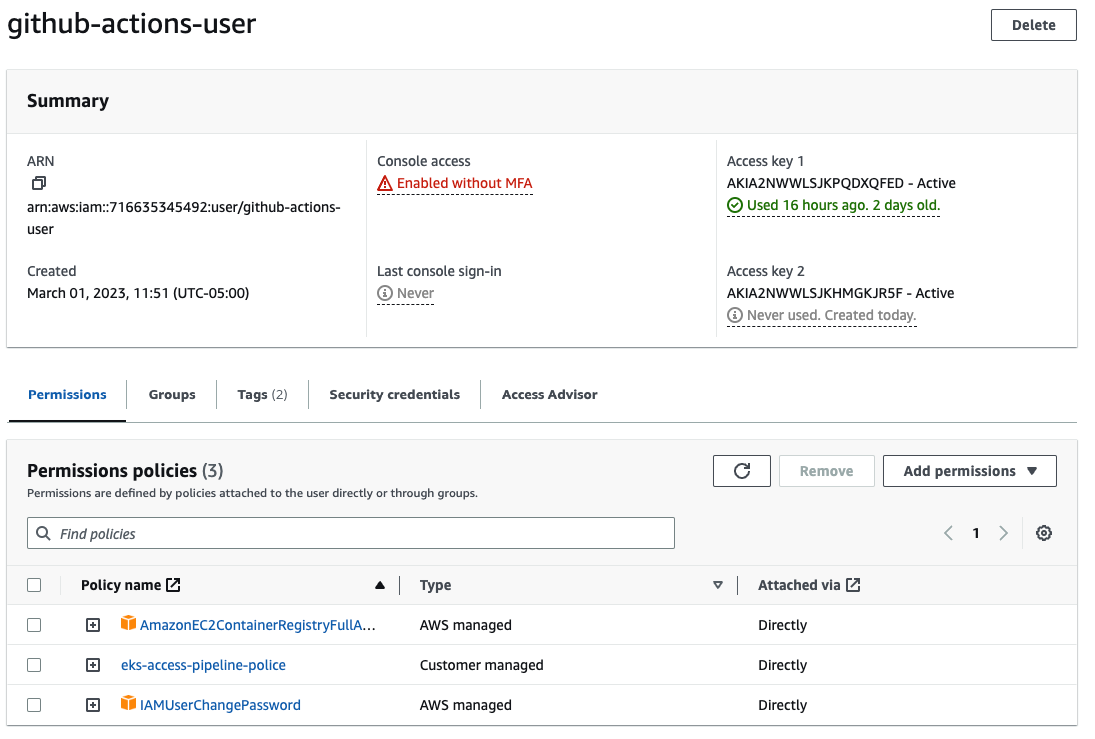 github-actions-user
Delete
Summary
ARN
arn:aws:iam::716635345492:user/github-actions-
user
Created
March 01, 2023, 11:51 (UTC-05:00)
Console access
Enabled without MFA
Last console sign-in
Never
Access key 1
AKIA2NWWLSJKPQDXQFED - Active
Used 16 hours ago. 2 days old.
Access key 2
AKIA2NWWLSJKHMGKJR5F - Active
Never used. Created today.
Permissions Groups Tags (2) Security credentials Access Advisor
Permissions policies (3)
Permissions are defined by policies attached to the user directly or through groups.
Remove
Add permissions
Find policies
1
Policy name Type Attached via
AmazonEC2ContainerRegistryFullA... AWS managed Directly
eks-access-pipeline-police Customer managed Directly
IAMUserChangePassword AWS managed Directly